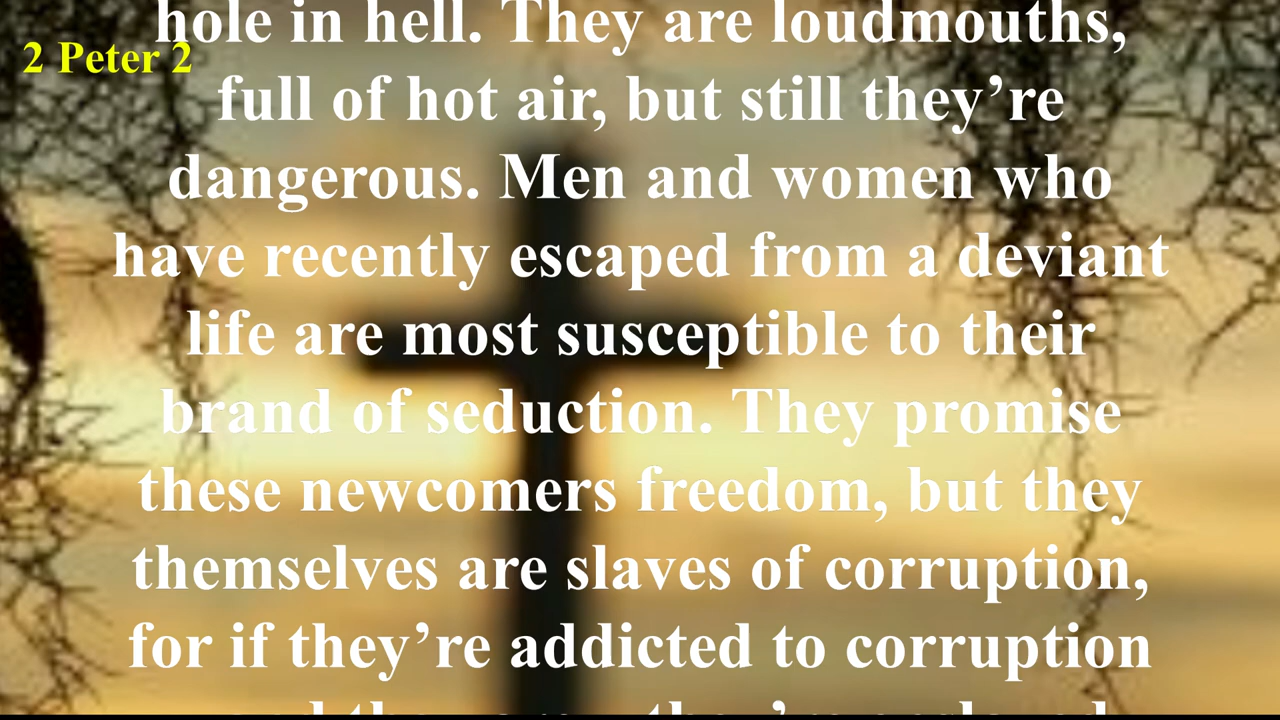 hole in hell. They are loudmouths,
2 Peter 2
full of hot air, but still they’re
dangerous. Men and women who
have recently escaped from a deviant
life are most susceptible to their
brand of seduction. They promise
these newcomers freedom, but they
themselves are slaves of corruption,
for if they’re addicted to corruption